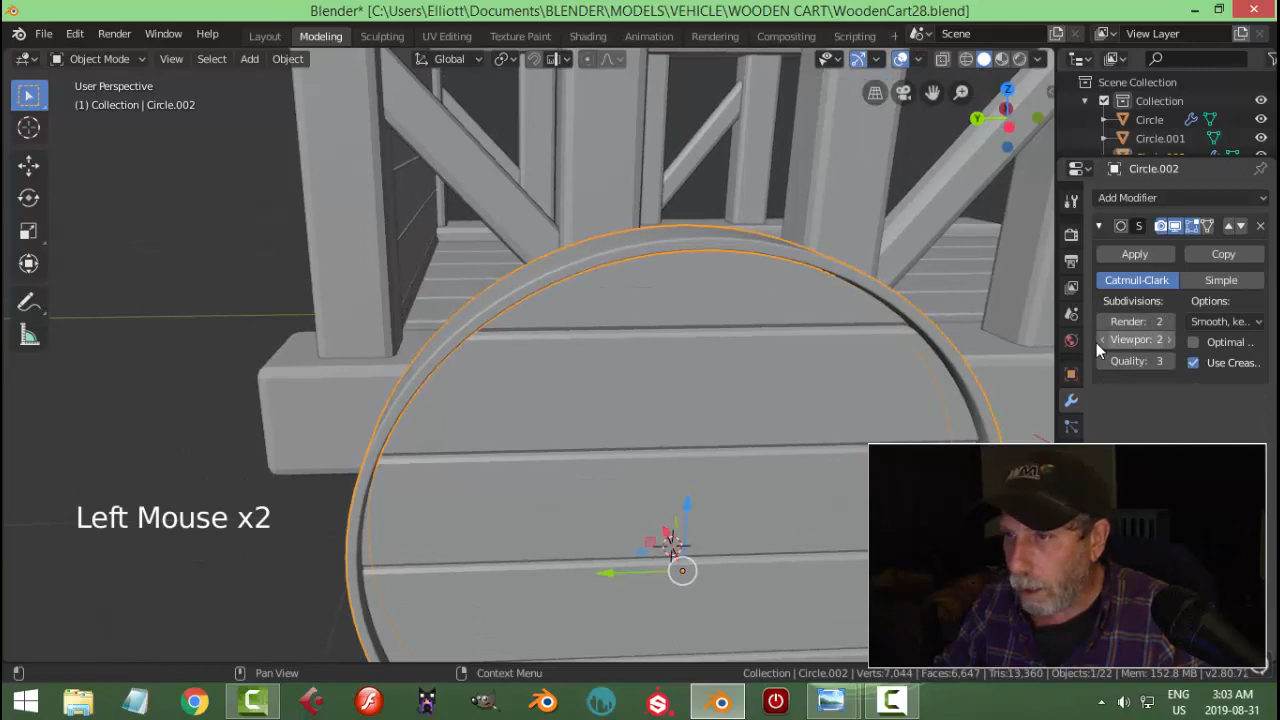 Blender* [C:\Users\Elliott\Documents\BLENDER\MODELS\VEHICLE\WOODEN CART\WoodenCart28.blend]
File Edit Render Window Help Layout Modeling Sculpting UV Editing Texture Paint Shading Animation Rendering Compositing Scripting Scene View Layer
Object Mode View Select Add Object Global
User Perspective
(1) Collection | Circle.002
Z
Y
Scene Collection
Collection
Circle
Circle.001
Circle.002
Add Modifier
S
Apply Copy
Catmull-Clark Simple
Subdivisions: Options:
Render: 2 Smooth, ke..
Viewpor: 2 Optimal ..
Quality: 3 Use Creas..
Left Mouse x2
Pan View Context Menu Collection | Circle.002 | Verts:7,044 | Faces:6,647 | Tris:13,360 | Objects:1/22 | Mem: 152.8 MB | v2.80.71
ENG 3:03 AM
US 2019-08-31